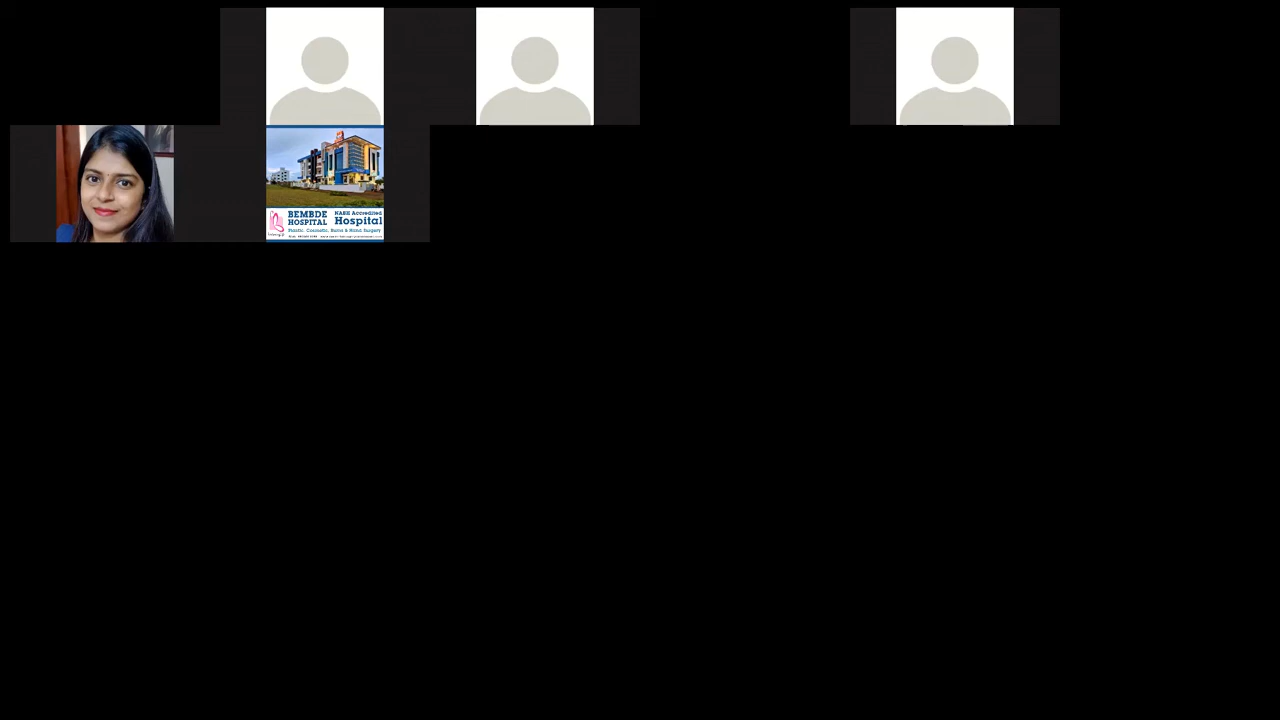 BEMBDE
HOSPITAL
NABH Accredited
Hospital
Plastic, Cosmetic, Burns & Hand Surgery